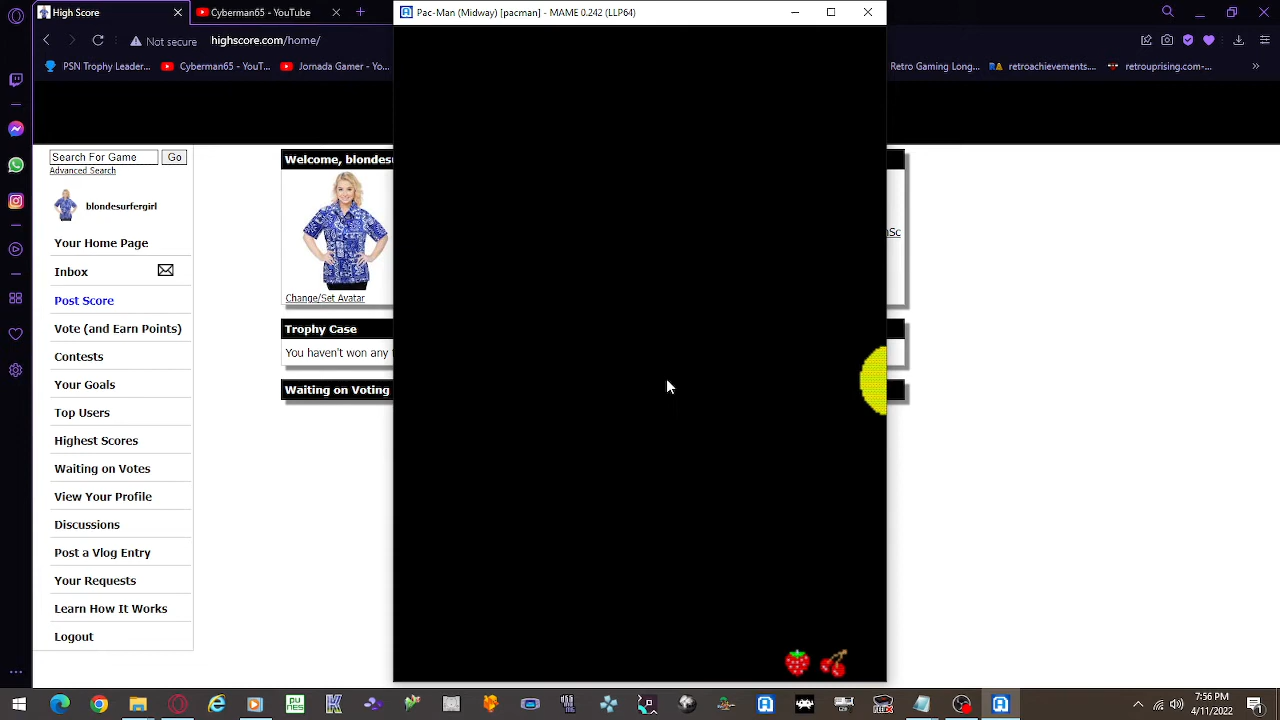 High Score
Cyberman65 - YouTube
Pac-Man (Midway) [pacman] - MAME 0.242 (LLP64)
Not secure
highscore.com/home/
PSN Trophy Leader...
Cyberman65 - YouT...
Jornada Gamer - Yo...
Retro Gaming Long...
retroachievements....
retrouprising.com-...
Search For Game
Go
Advanced Search
blondesurfergirl
Your Home Page
Inbox
Post Score
Vote (and Earn Points)
Contests
Your Goals
Top Users
Highest Scores
Waiting on Votes
View Your Profile
Discussions
Post a Vlog Entry
Your Requests
Learn How It Works
Logout
Welcome, blondesu
Change/Set Avatar
Trophy Case
You haven't won any
Waiting on Voting
7:56 PM